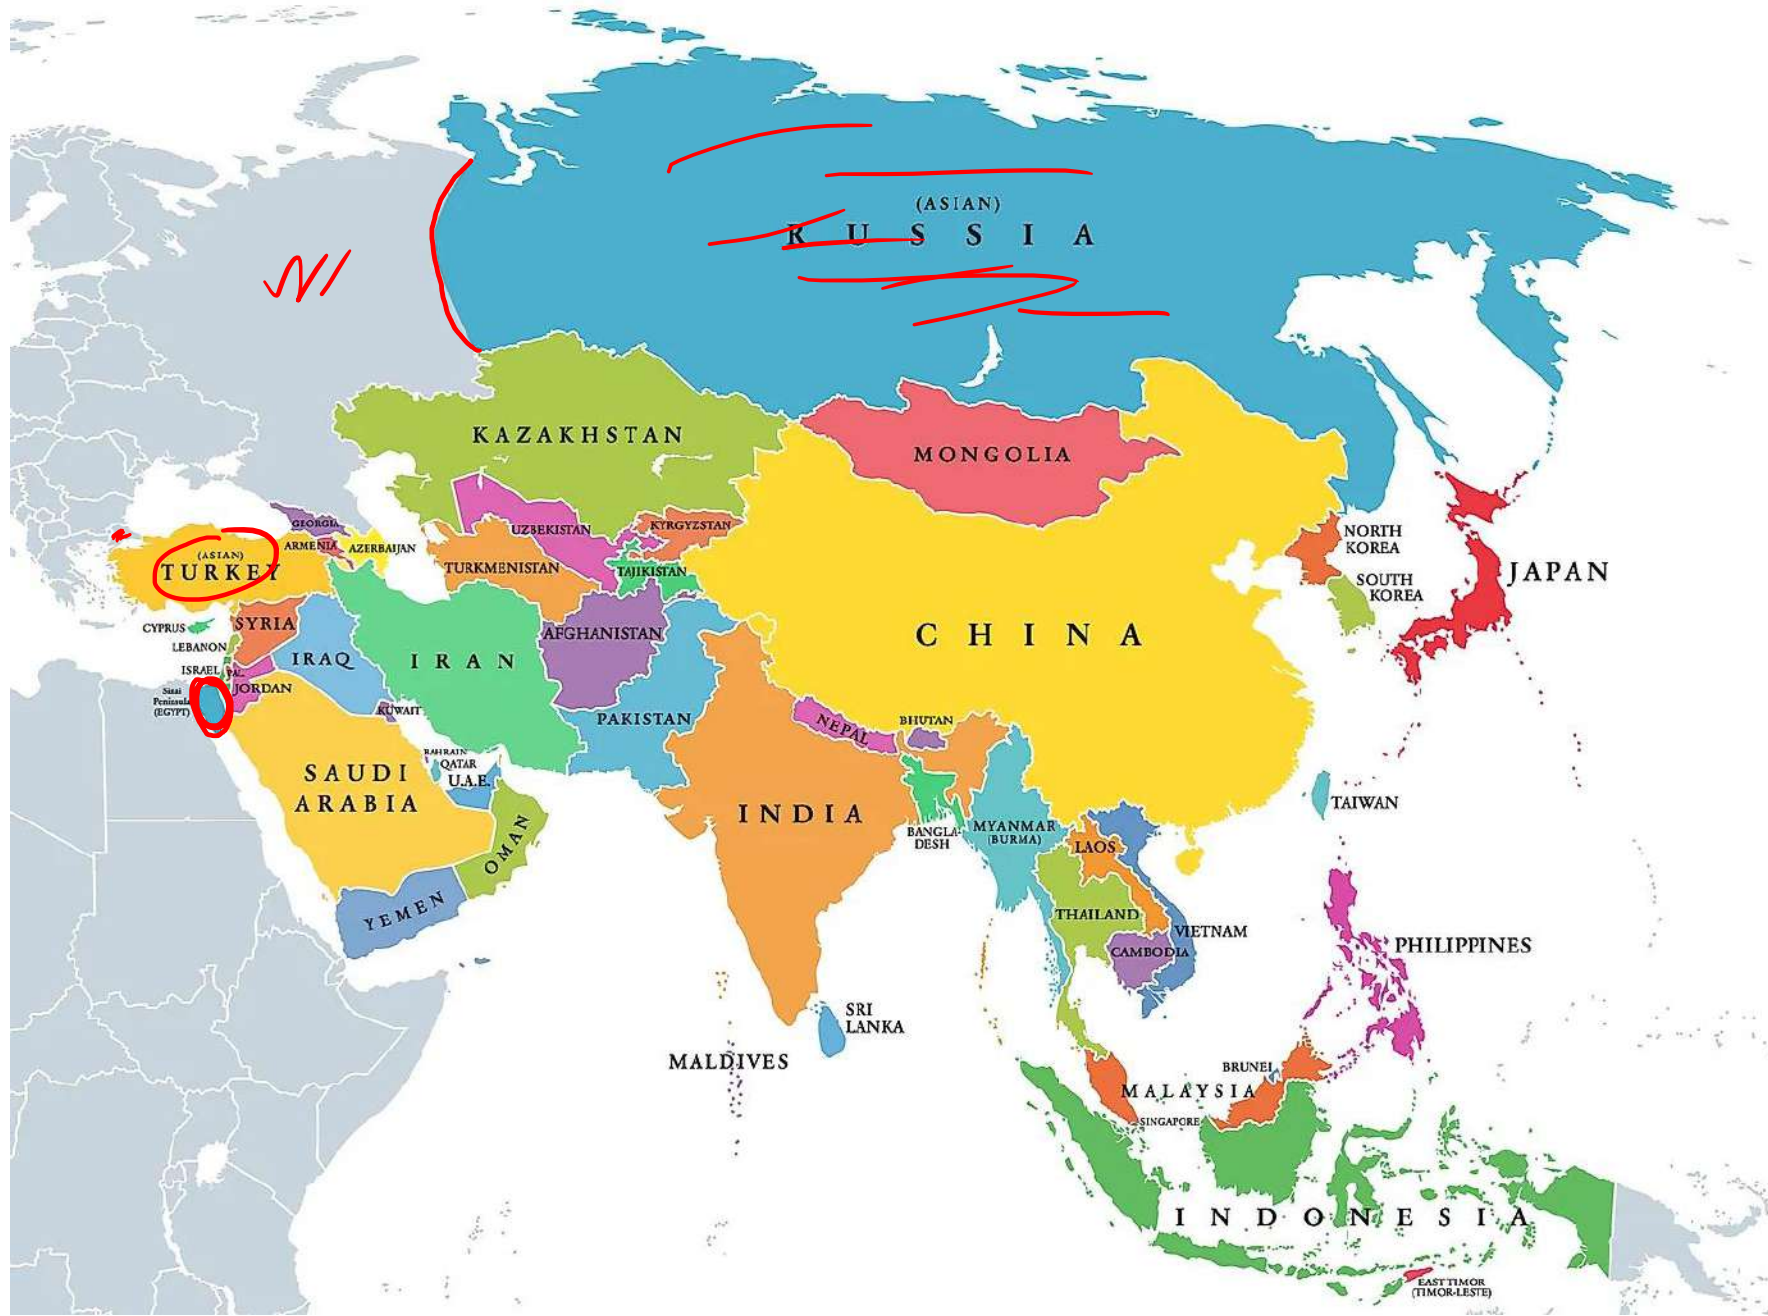 (ASIAN)
RUSSIA
KAZAKHSTAN
MONGOLIA
UZBEKISTAN
KYRGYZSTAN
GEORGIA
ARMENIA
AZERBAIJAN
(ASIAN)
TURKEY
TURKMENISTAN
TAJIKISTAN
NORTH
KOREA
SOUTH
KOREA
JAPAN
CYPRUS
SYRIA
LEBANON
ISRAEL
PAL.
JORDAN
IRAQ
IRAN
AFGHANISTAN
CHINA
Sinai
Peninsula
(EGYPT)
KUWAIT
PAKISTAN
NEPAL
BHUTAN
BAHRAIN
QATAR
U.A.E.
SAUDI
ARABIA
OMAN
YEMEN
INDIA
BANGLA-
DESH
MYANMAR
(BURMA)
LAOS
TAIWAN
THAILAND
VIETNAM
CAMBODIA
PHILIPPINES
SRI
LANKA
MALDIVES
BRUNEI
MALAYSIA
SINGAPORE
INDONESIA
EAST TIMOR
(TIMOR-LESTE)